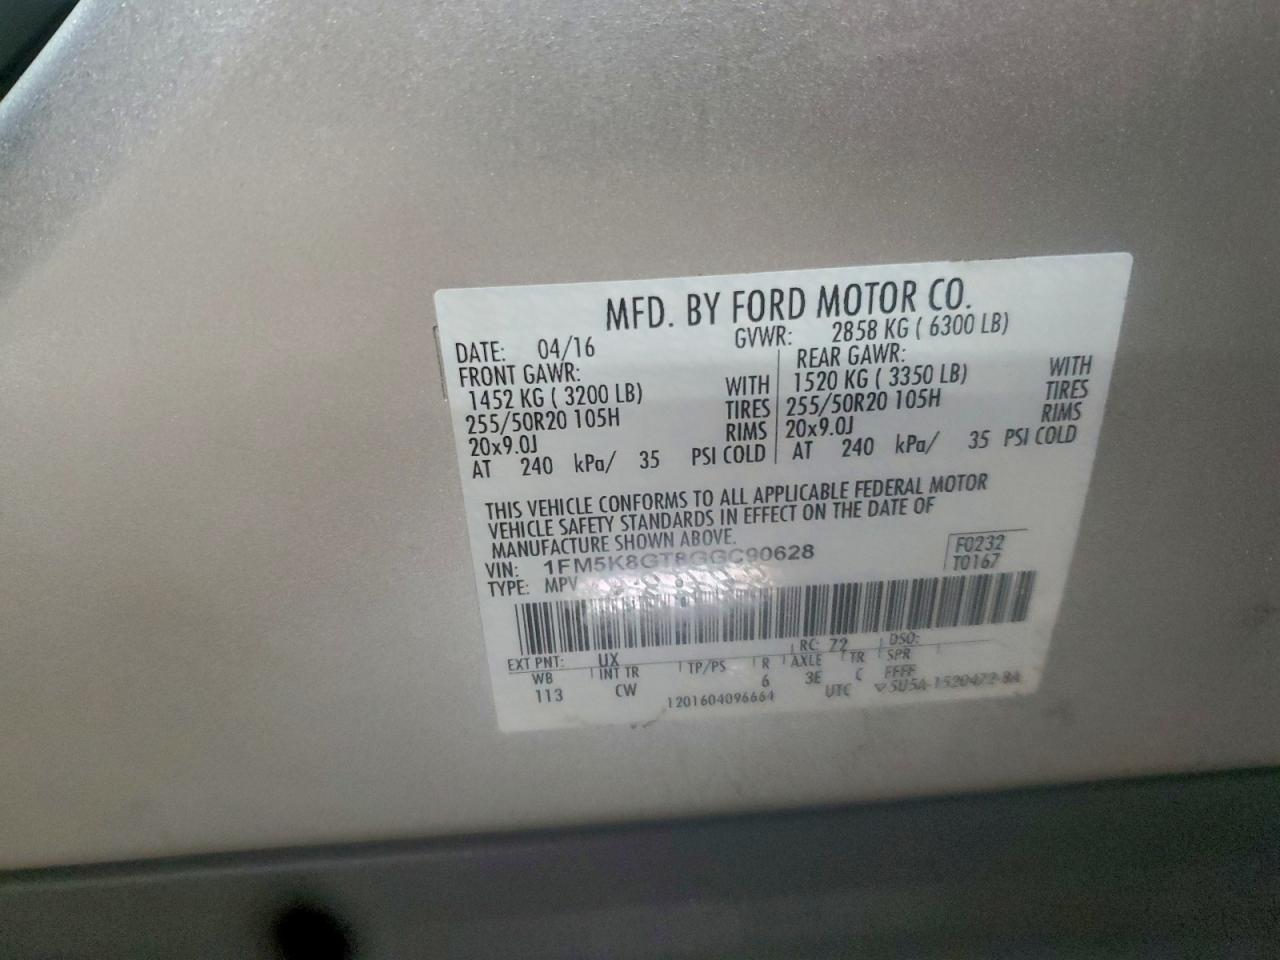 MFD. BY FORD MOTOR CO.
DATE: 04/16 GVWR: 2858 KG ( 6300 LB)
FRONT GAWR: REAR GAWR:
1452 KG ( 3200 LB) WITH 1520 KG ( 3350 LB) WITH
255/50R20 105H TIRES 255/50R20 105H TIRES
20x9.0J RIMS 20x9.0J RIMS
AT 240 kPa/ 35 PSI COLD AT 240 kPa/ 35 PSI COLD
THIS VEHICLE CONFORMS TO ALL APPLICABLE FEDERAL MOTOR
VEHICLE SAFETY STANDARDS IN EFFECT ON THE DATE OF
MANUFACTURE SHOWN ABOVE.
VIN: 1FM5K8GT8GGC90628 F0232
TYPE: MPV T0167
EXT PNT: UX RC: 72 DSO:
WB INT TR TP/PS R AXLE TR SPR
113 CW 6 3E C FFFF
1201604096664 UTC ▽5U5A-1520472-BA